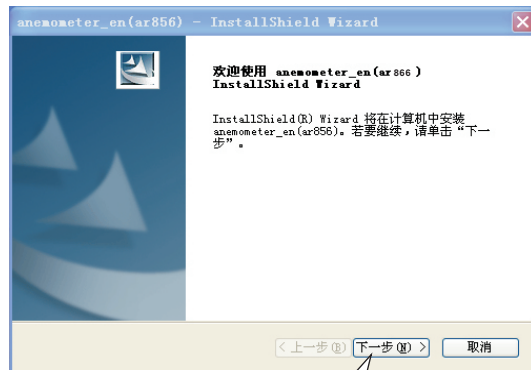 anemometer_en(ar856) - InstallShield Wizard
欢迎使用 anemometer_en(ar866 )
InstallShield Wizard
InstallShield(R) Wizard 将在计算机中安装
anemometer_en(ar856)。若要继续，请单击“下一
步”。
< 上一步(B) 下一步(N) > 取消